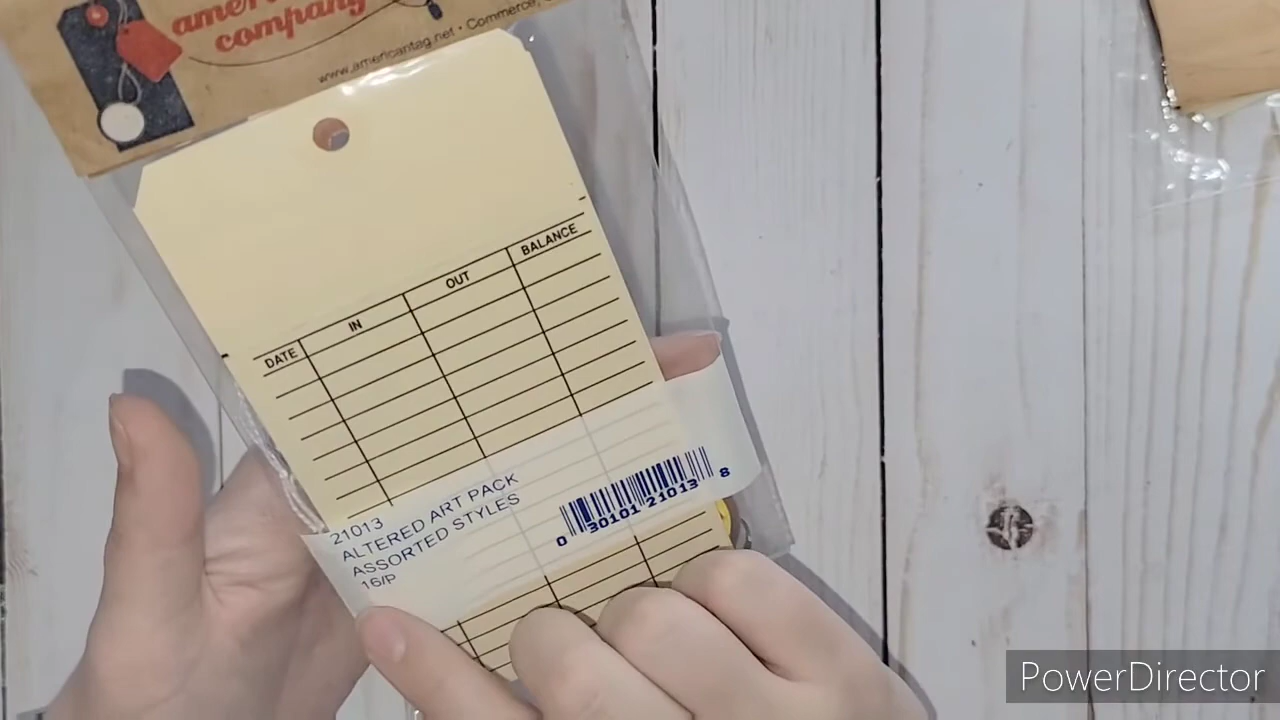 company
www.americantag.net • Commerce,
DATE IN OUT BALANCE
21013
ALTERED ART PACK
ASSORTED STYLES
16/P
0 30101 21013 8
PowerDirector